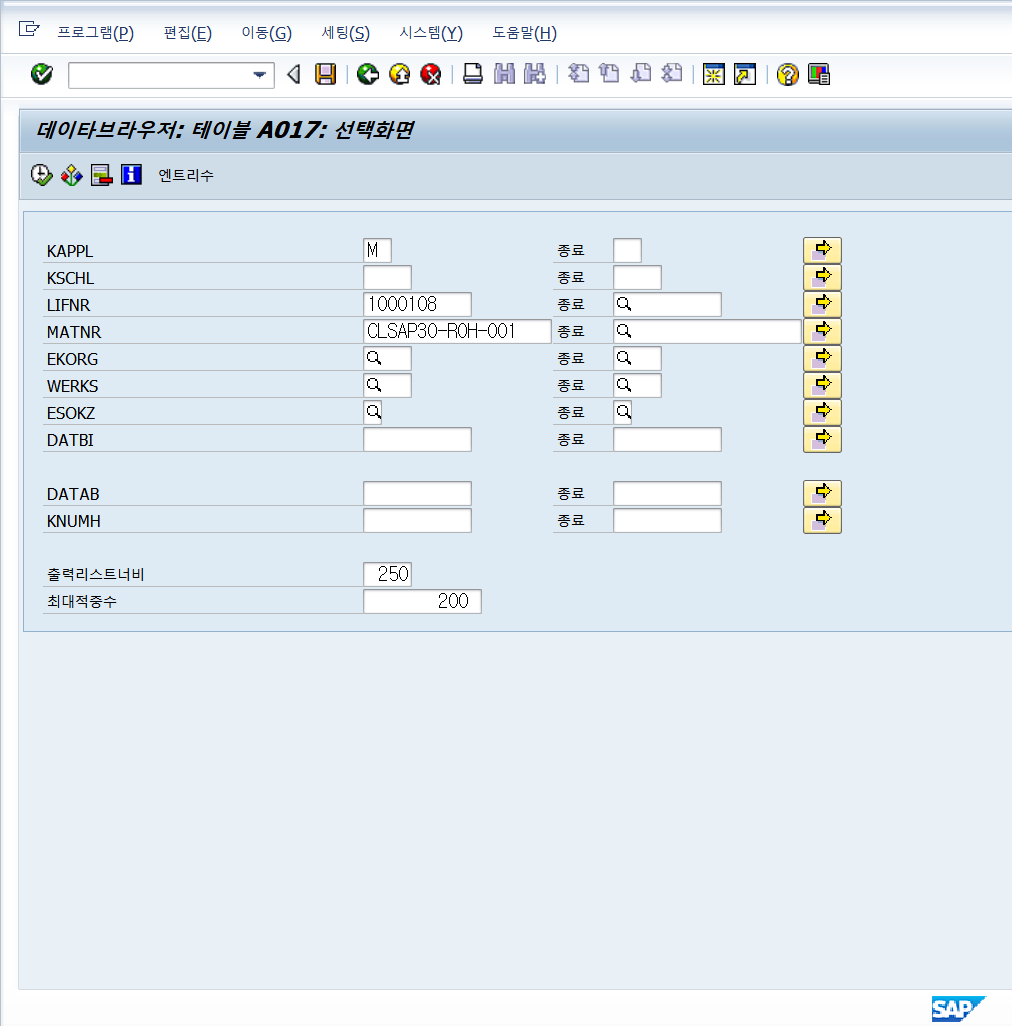 프로그램(P) 편집(E) 이동(G) 세팅(S) 시스템(Y) 도움말(H)
데이타브라우저: 테이블 A017: 선택화면
엔트리수
KAPPL M 종료
KSCHL 종료
LIFNR 1000108 종료
MATNR CLSAP30-ROH-001 종료
EKORG 종료
WERKS 종료
ESOKZ 종료
DATBI 종료
DATAB 종료
KNUMH 종료
출력리스트너비 250
최대적중수 200
SAP